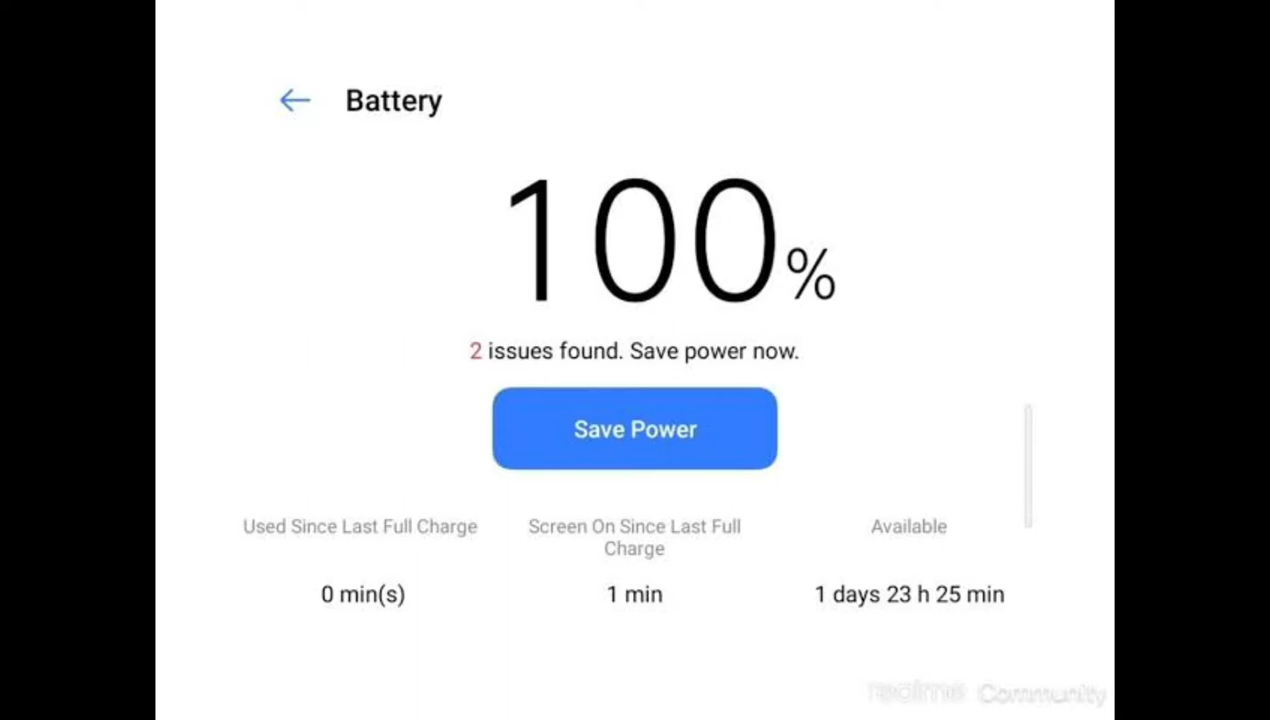 Battery
100%
2 issues found. Save power now.
Save Power
Used Since Last Full Charge
Screen On Since Last Full
Charge
Available
0 min(s)
1 min
1 days 23 h 25 min
realme Community